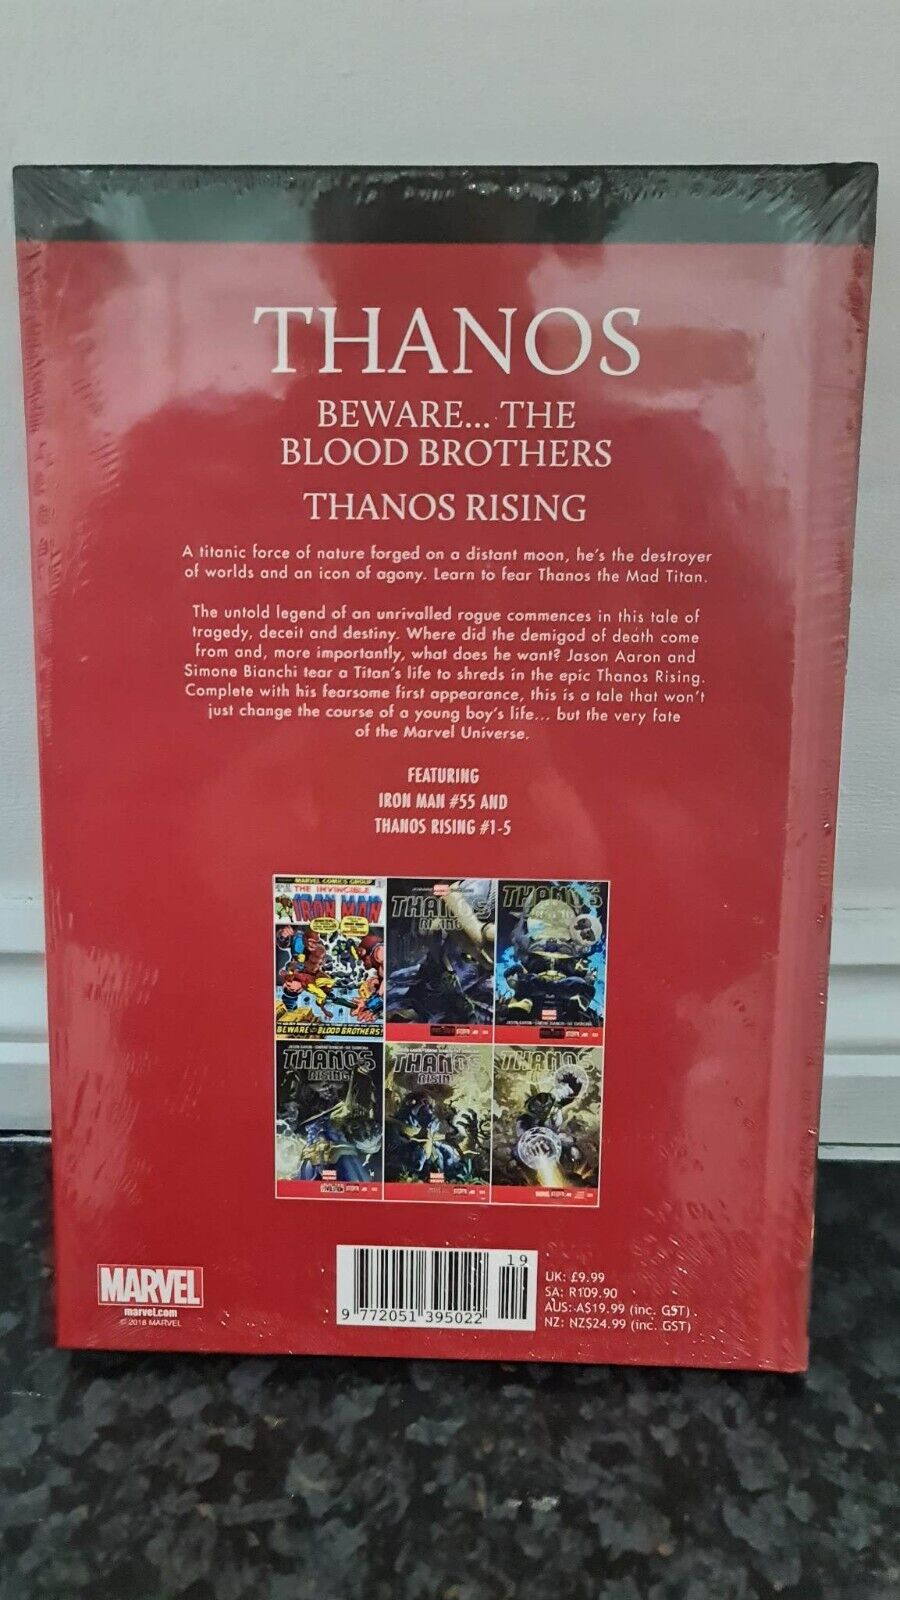 THANOS
BEWARE... THE
BLOOD BROTHERS
THANOS RISING
A titanic force of nature forged on a distant moon, he's the destroyer
of worlds and an icon of agony. Learn to fear Thanos the Mad Titan.
The untold legend of an unrivalled rogue commences in this tale of
tragedy, deceit and destiny. Where did the demigod of death come
from and, more importantly, what does he want? Jason Aaron and
Simone Bianchi tear a Titan's life to shreds in the epic Thanos Rising.
Complete with his fearsome first appearance, this is a tale that won't
just change the course of a young boy's life... but the very fate
of the Marvel Universe.
FEATURING
IRON MAN #55 AND
THANOS RISING #1-5
MARVEL COMICS GROUP
THE INVINCIBLE
IRON MAN
BEWARE THE BLOOD BROTHERS!
THANOS
RISING
THANOS
THANOS
RISING
THANOS
RISING
THANOS
MARVEL
marvel.com
© 2018 MARVEL
19
9 772051 395022
UK: £9.99
SA: R109.90
AUS: A$19.99 (inc. GST)
NZ: NZ$24.99 (inc. GST)